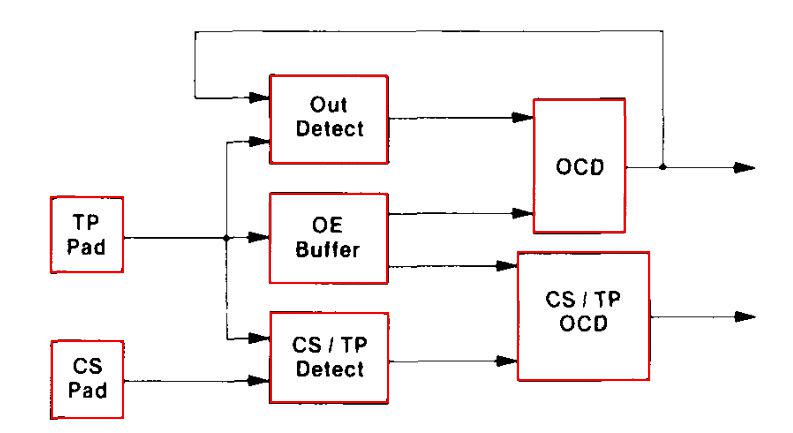 Out
Detect
OCD
TP
Pad
OE
Buffer
CS / TP
OCD
CS / TP
Detect
CS
Pad